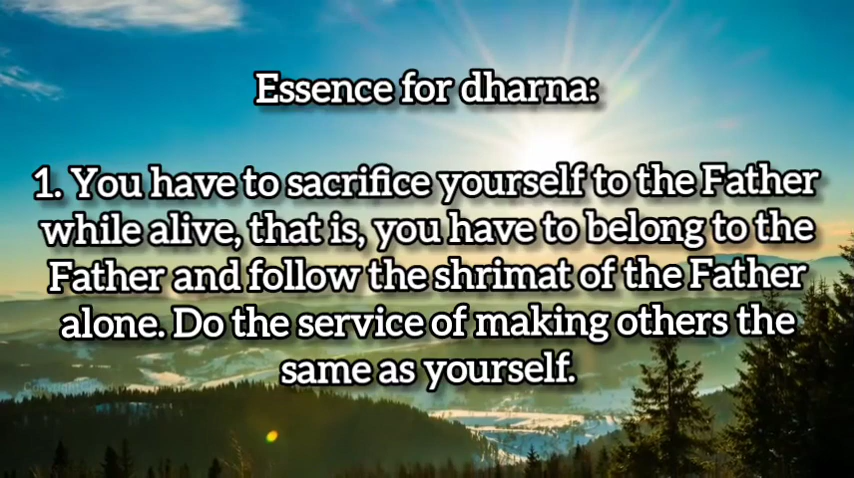 Essence for dharna:
1. You have to sacrifice yourself to the Father
while alive, that is, you have to belong to the
Father and follow the shrimat of the Father
alone. Do the service of making others the
same as yourself.